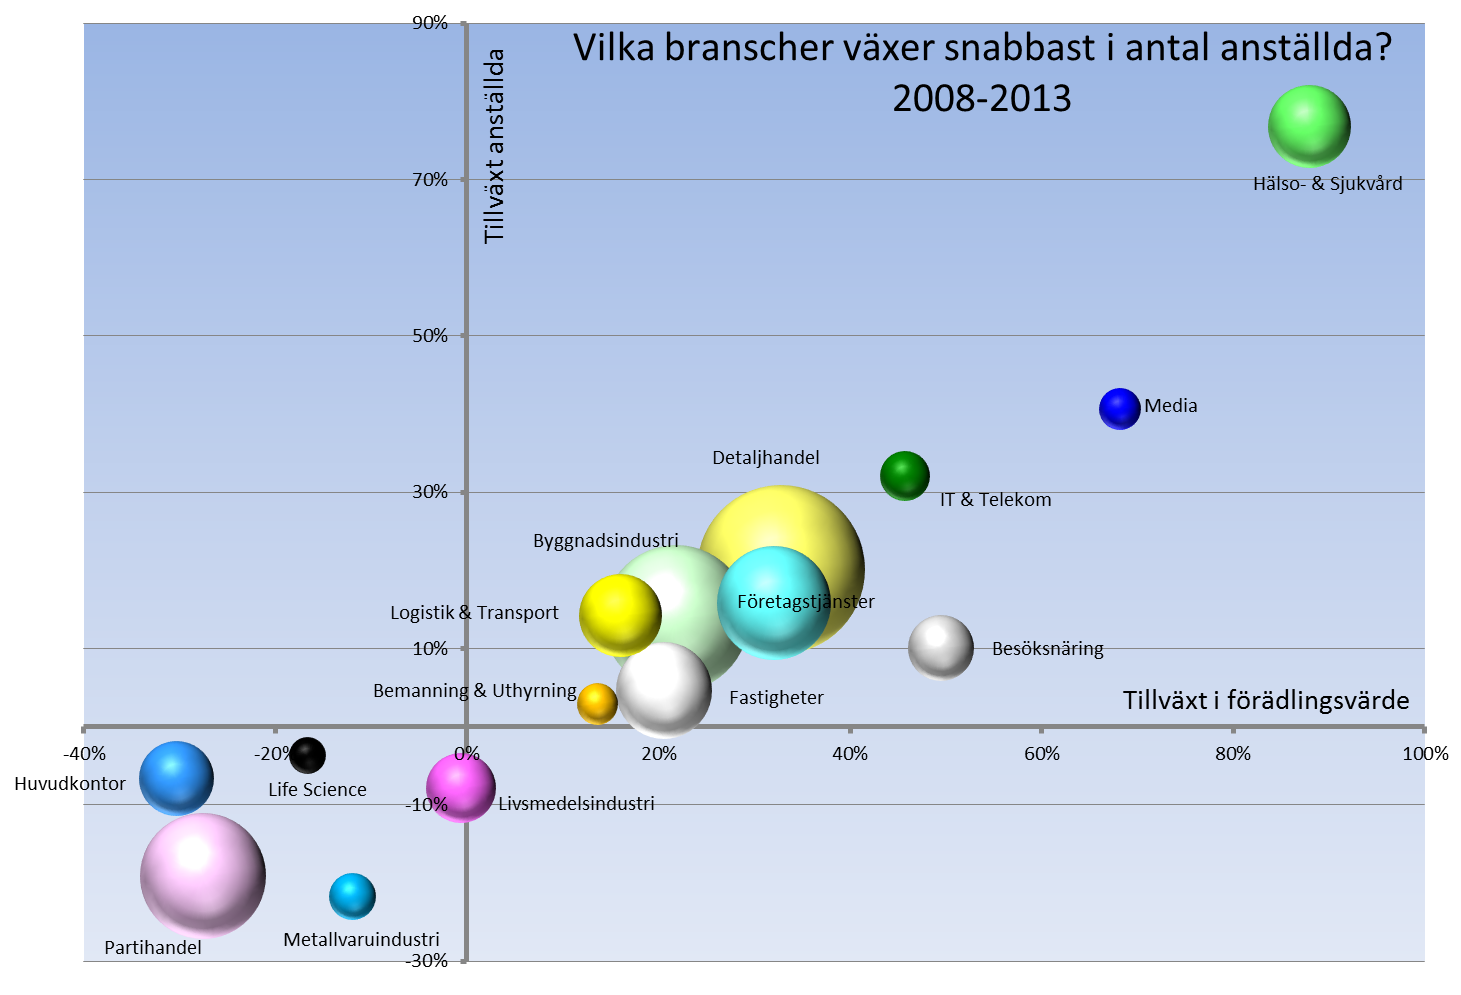 90%
Vilka branscher växer snabbast i antal anställda?
2008-2013
Tillväxt anställda
70%
Hälso- & Sjukvård
50%
Media
Detaljhandel
30%
IT & Telekom
Byggnadsindustri
Företagstjänster
Logistik & Transport
10%
Besöksnäring
Bemanning & Uthyrning
Fastigheter
Tillväxt i förädlingsvärde
-40%
-20%
0%
20%
40%
60%
80%
100%
Huvudkontor
Life Science
-10%
Livsmedelsindustri
Partihandel
Metallvaruindustri
-30%